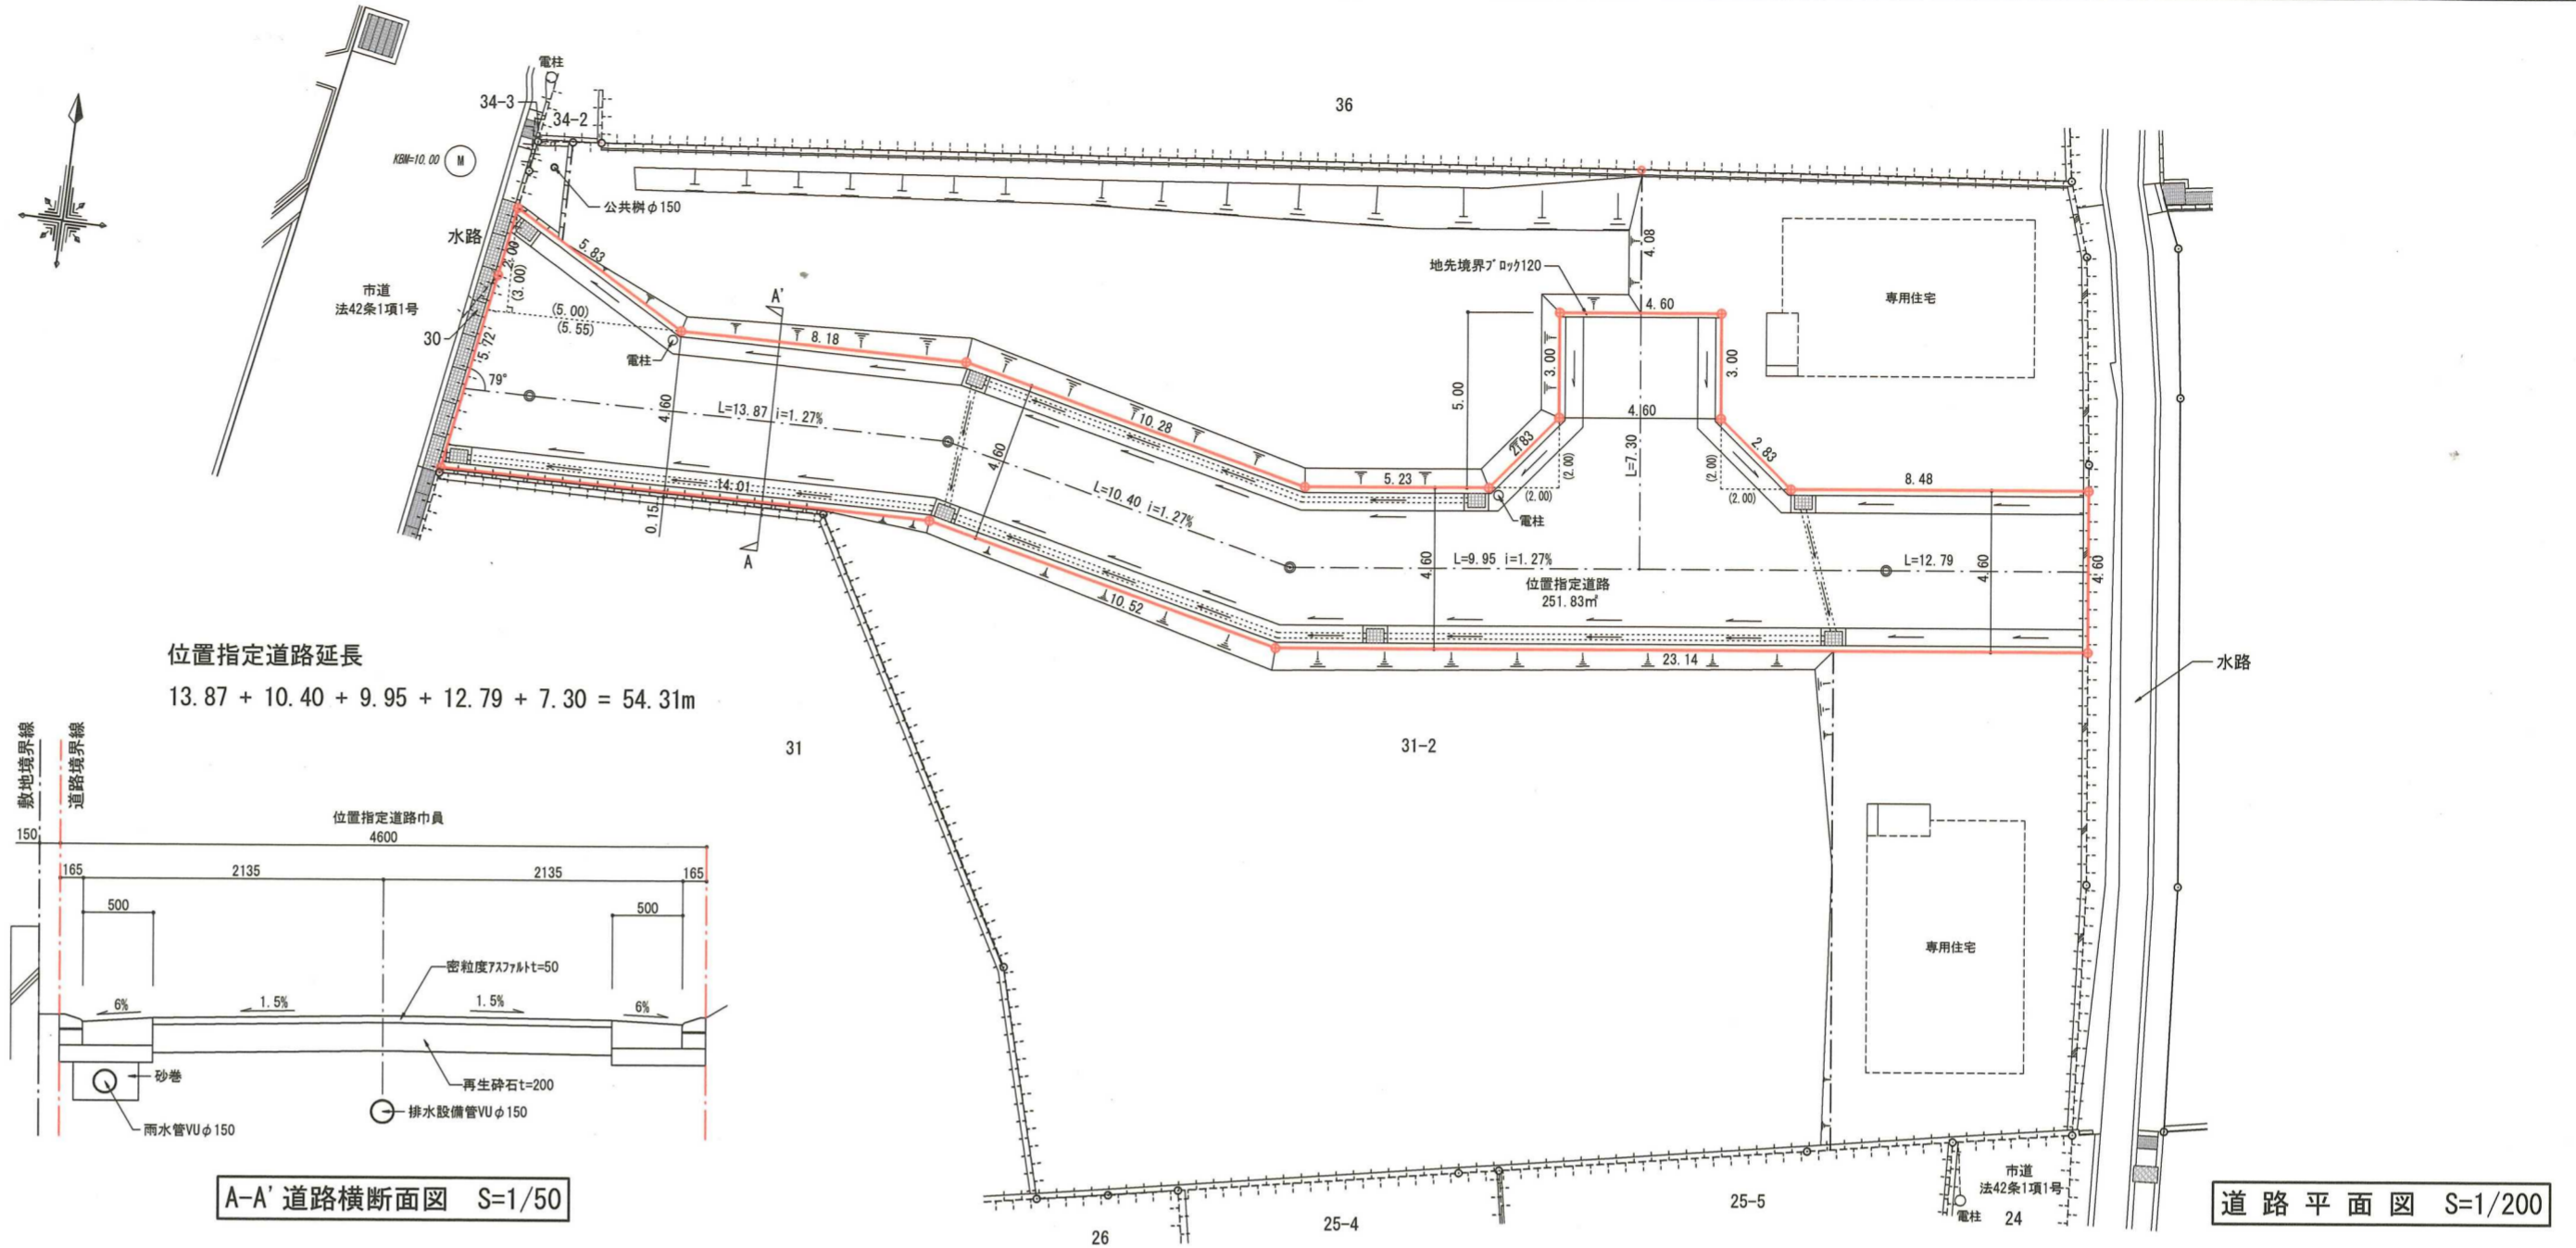 電柱
34-3
34-2
36
KBM=10.00
M
公共桝φ150
水路
市道
法42条1項1号
30
2.00
(3.00)
5.83
(5.00)
(5.55)
5.72
79°
電柱
A'
8.18
4.60
L=13.87 i=1.27%
14.01
0.15
A
10.28
4.60
L=10.40 i=1.27%
10.52
4.08
地先境界ブロック120
4.60
3.00
3.00
5.00
4.60
2.83
2.83
(2.00)
(2.00)
(2.00)
(2.00)
L=7.30
5.23
8.48
電柱
4.60
L=9.95 i=1.27%
L=12.79
4.60
4.60
位置指定道路
251.83㎡
23.14
専用住宅
水路
31
31-2
専用住宅
市道
法42条1項1号
電柱
24
25-5
25-4
26
位置指定道路延長
13.87 + 10.40 + 9.95 + 12.79 + 7.30 = 54.31m
敷地境界線
道路境界線
位置指定道路巾員
150
4600
165
2135
2135
165
500
500
密粒度アスファルトt=50
6%
1.5%
1.5%
6%
砂巻
再生砕石t=200
排水設備管VUφ150
雨水管VUφ150
A-A' 道路横断面図 S=1/50
道路平面図 S=1/200